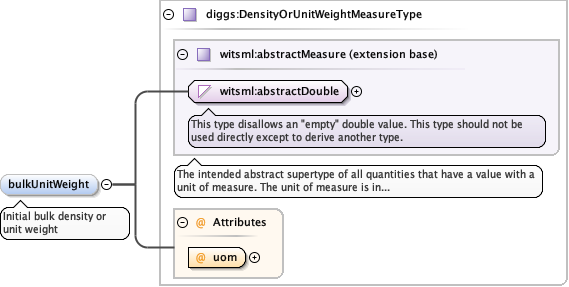 diggs:DensityOrUnitWeightMeasureType
witsml:abstractMeasure (extension base)
witsml:abstractDouble
This type disallows an "empty" double value. This type should not be
used directly except to derive another type.
The intended abstract supertype of all quantities that have a value with a
unit of measure. The unit of measure is in...
bulkUnitWeight
Initial bulk density or
unit weight
@ Attributes
@ uom